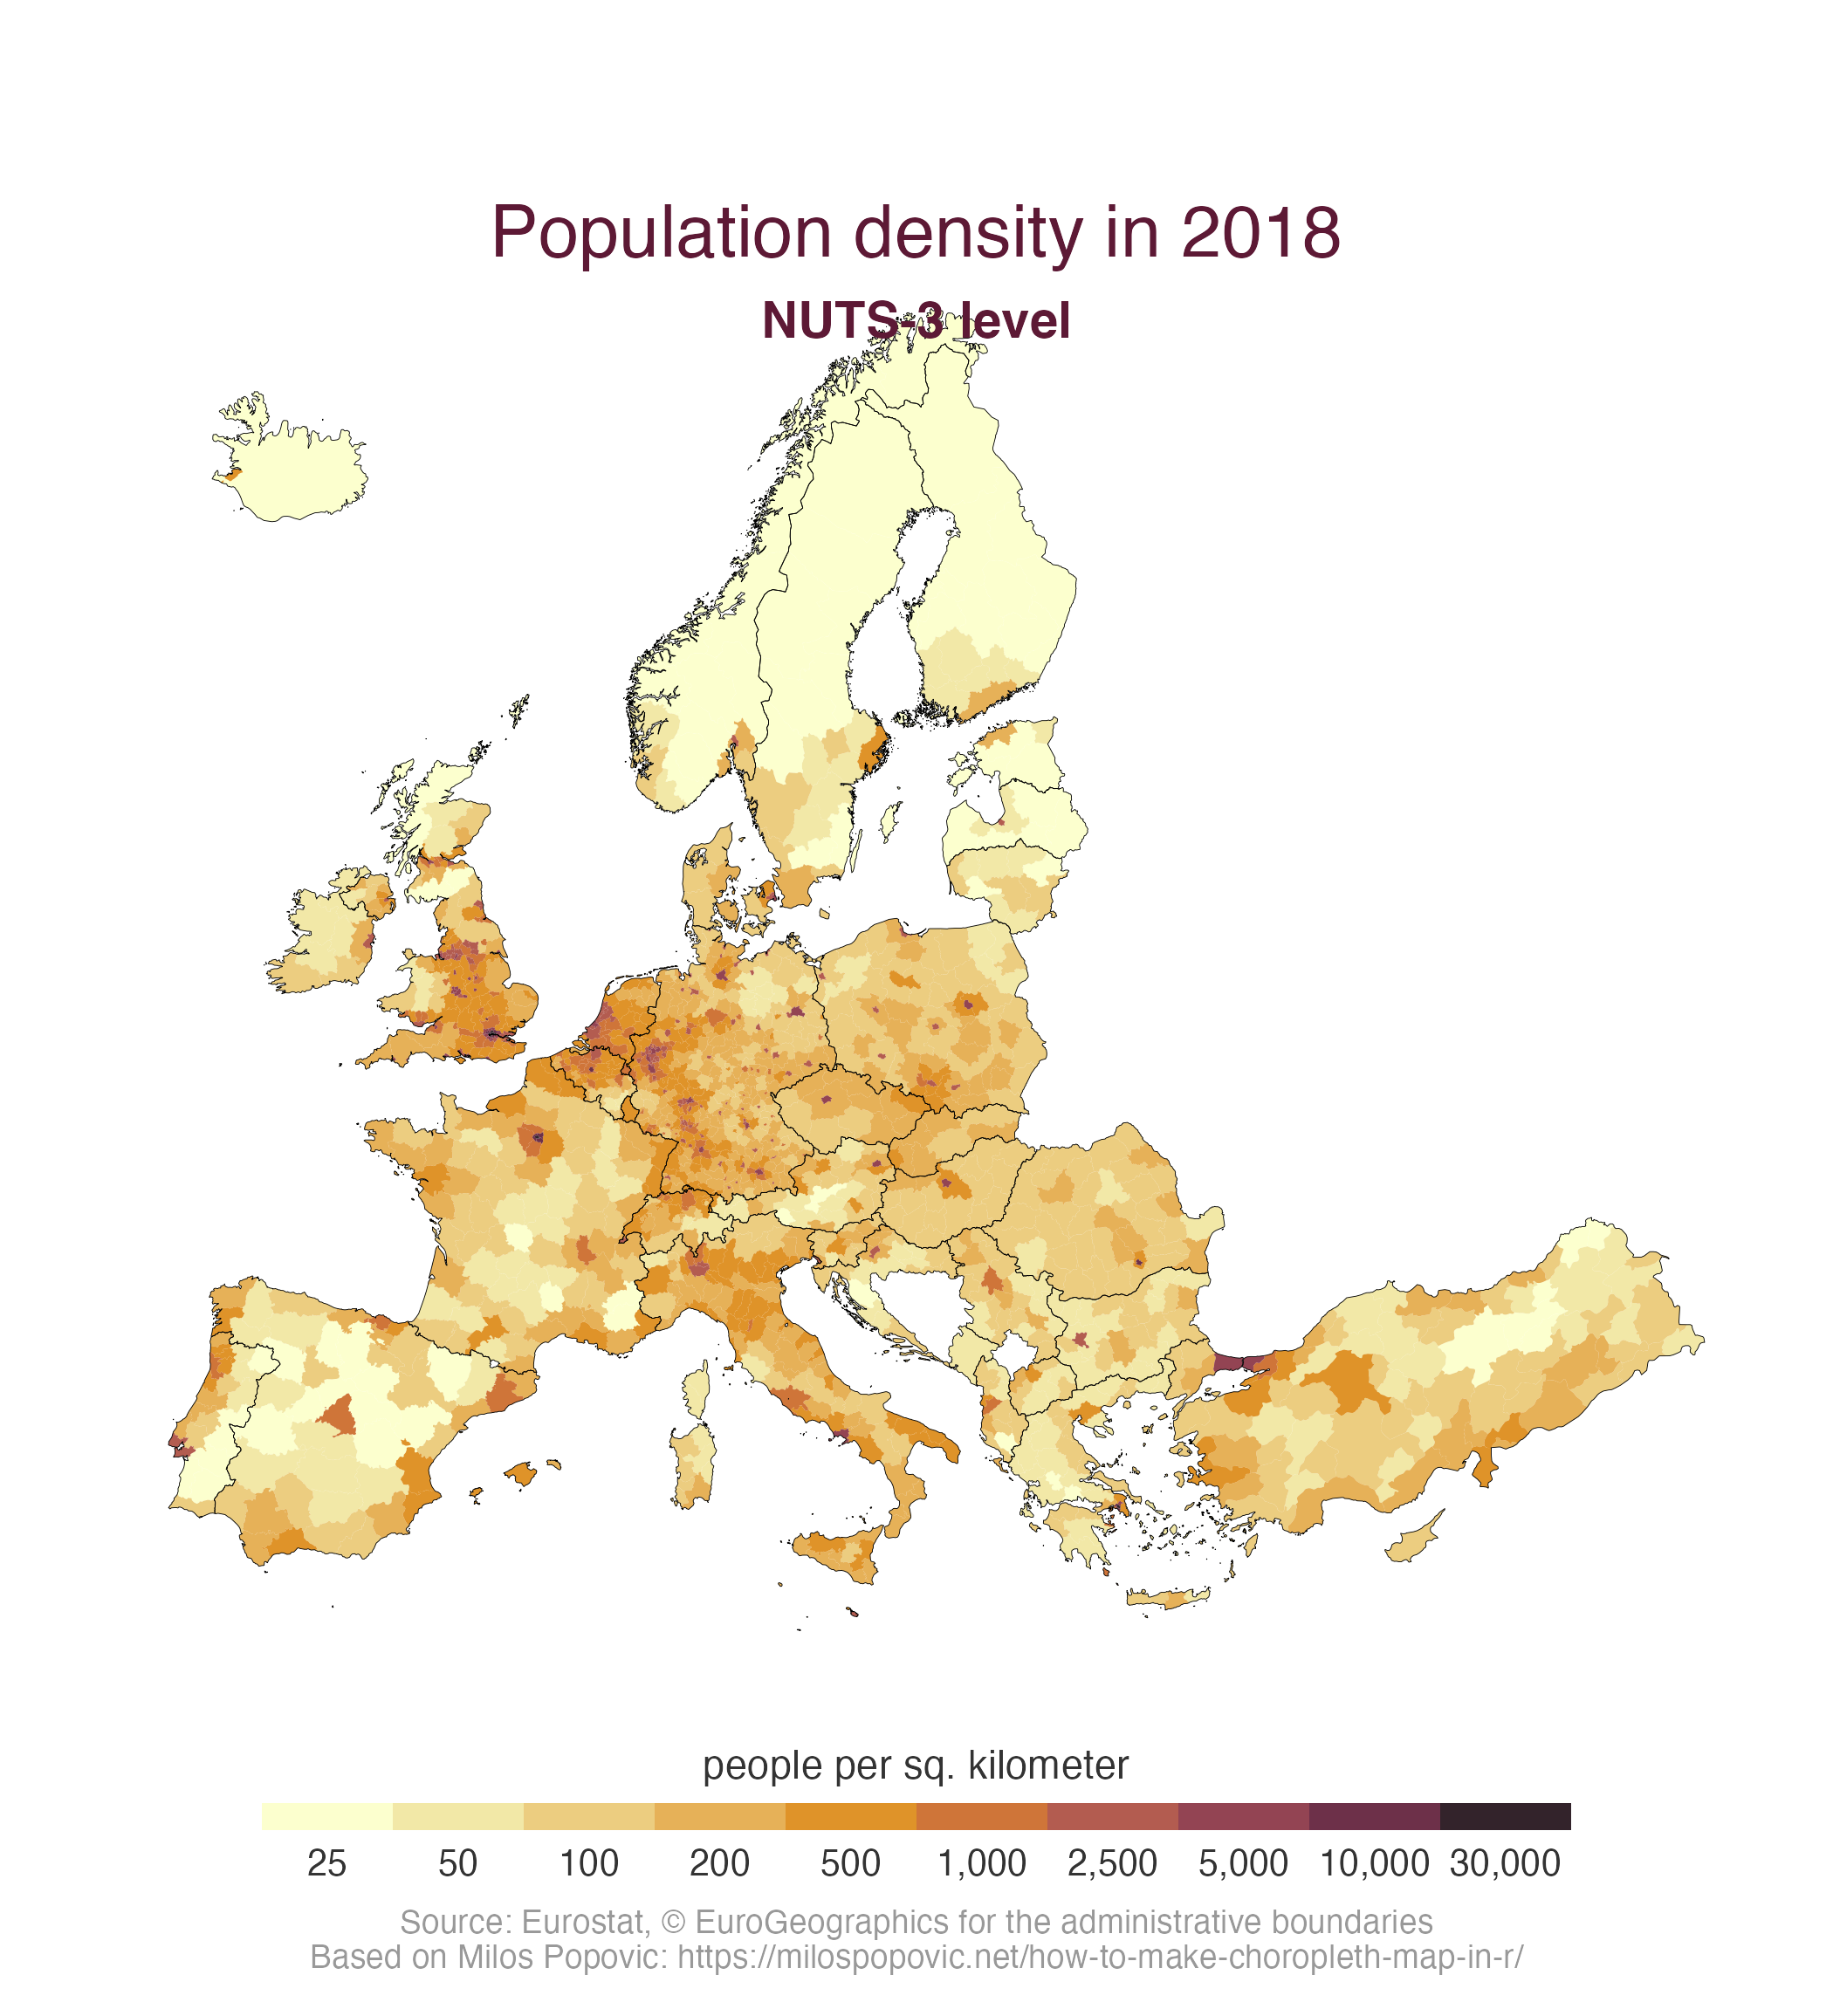 Population density in 2018
NUTS-3 level
people per sq. kilometer
25 50 100 200 500 1,000 2,500 5,000 10,000 30,000
Source: Eurostat, © EuroGeographics for the administrative boundaries
Based on Milos Popovic: https://milospopovic.net/how-to-make-choropleth-map-in-r/